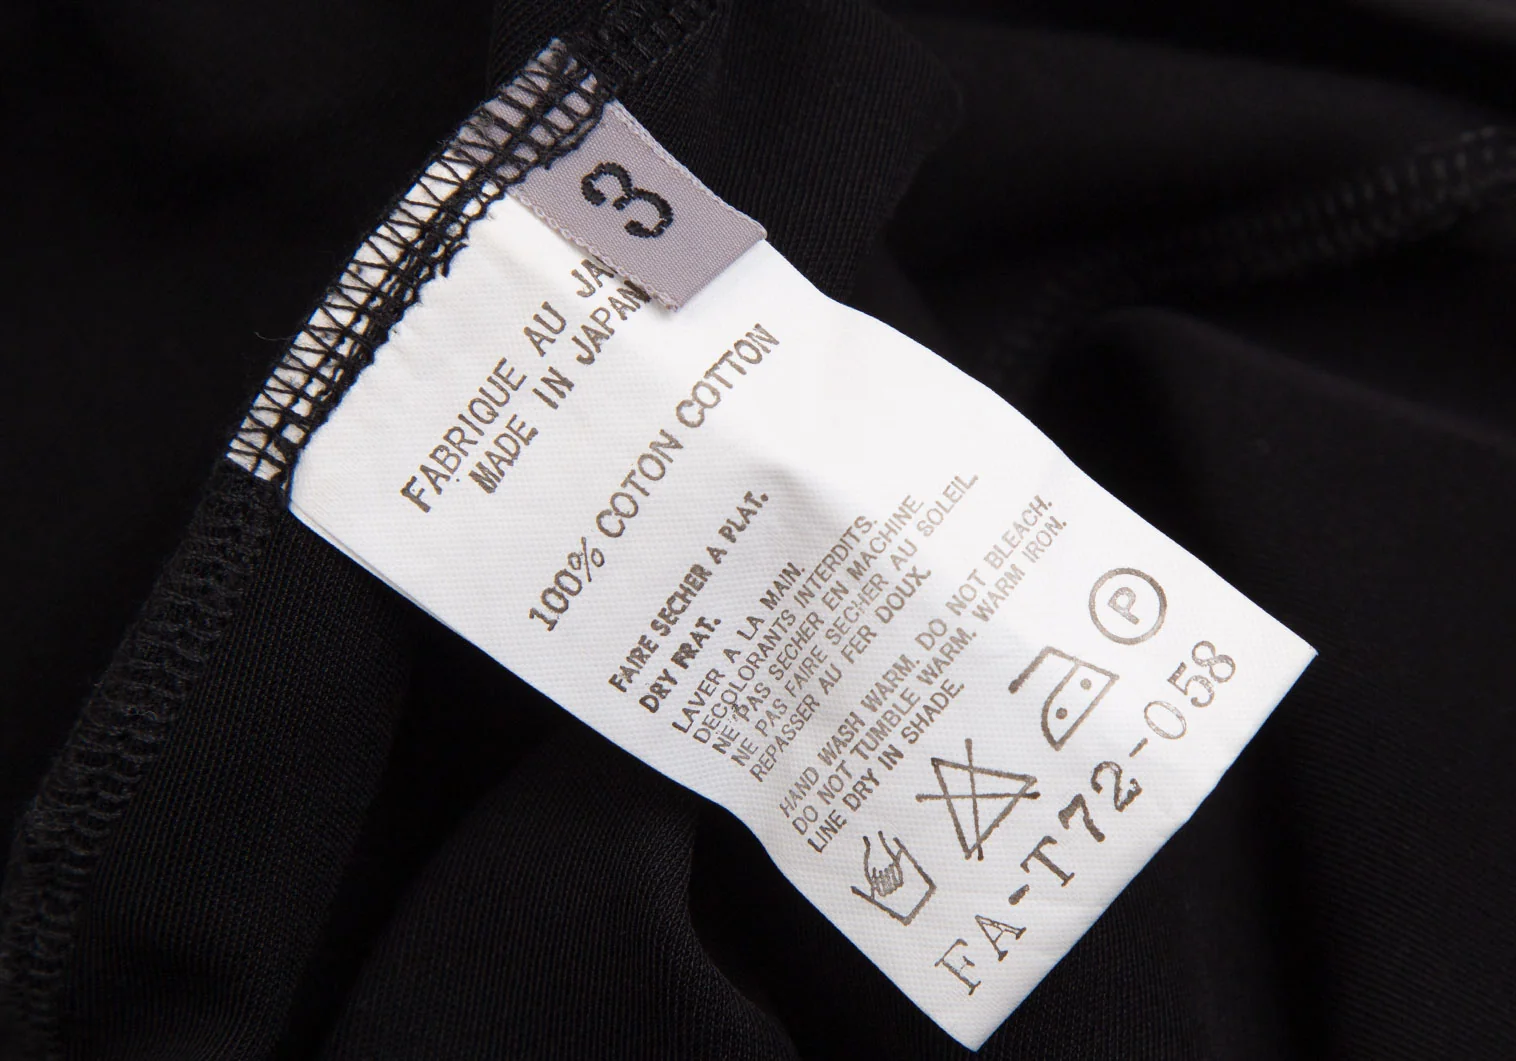 3
FABRIQUE AU JA
MADE IN JAPAN
100% COTON COTTON
FAIRE SECHER A PLAT.
DRY FRAT.
LAVER A LA MAIN.
DECOLORANTS INTERDITS.
NE PAS SECHER EN MACHINE.
NE PAS FAIRE SECHER AU SOLEIL.
REPASSER AU FER DOUX.
HAND WASH WARM. DO NOT BLEACH.
DO NOT TUMBLE WARM. WARM IRON.
LINE DRY IN SHADE.
P
FA-T72-058